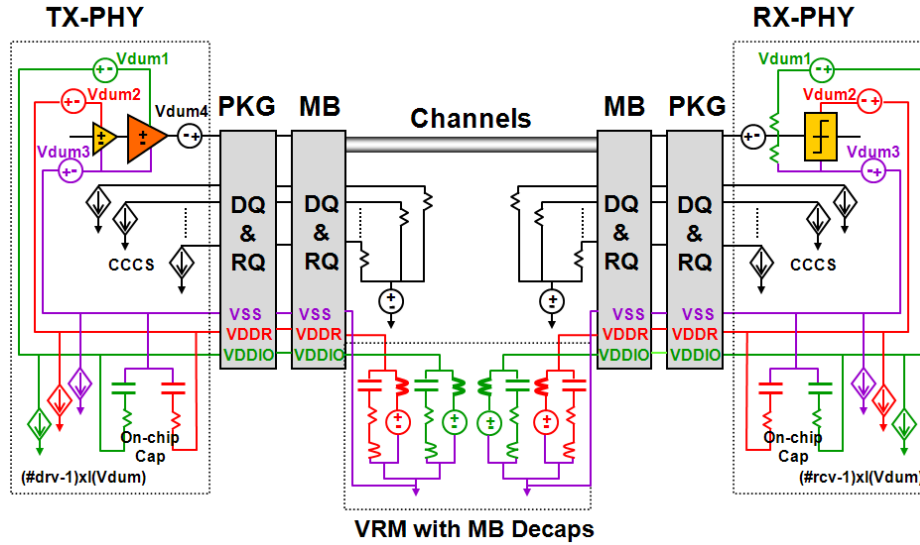 TX-PHY
RX-PHY
Vdum1
Vdum2
Vdum4
Vdum3
PKG
MB
Channels
MB
PKG
Vdum1
Vdum2
Vdum3
DQ
&
RQ
DQ
&
RQ
DQ
&
RQ
DQ
&
RQ
CCCS
CCCS
VSS
VDDR
VDDIO
VSS
VDDR
VDDIO
VSS
VDDR
VDDIO
VSS
VDDR
VDDIO
On-chip
Cap
(#drv-1)xI(Vdum)
On-chip
Cap
(#rcv-1)xI(Vdum)
VRM with MB Decaps